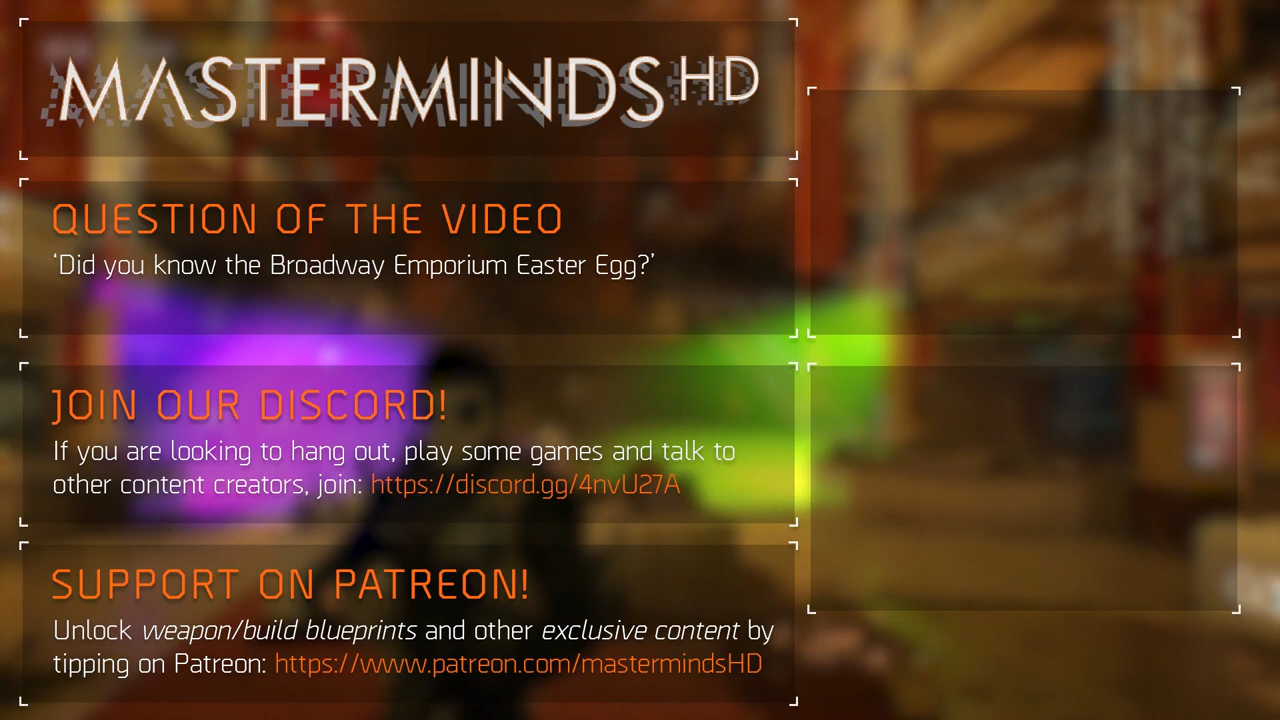 MASTERMINDS HD
QUESTION OF THE VIDEO
‘Did you know the Broadway Emporium Easter Egg?’
JOIN OUR DISCORD!
If you are looking to hang out, play some games and talk to
other content creators, join: https://discord.gg/4nvU27A
SUPPORT ON PATREON!
Unlock weapon/build blueprints and other exclusive content by
tipping on Patreon: https://www.patreon.com/mastermindsHD